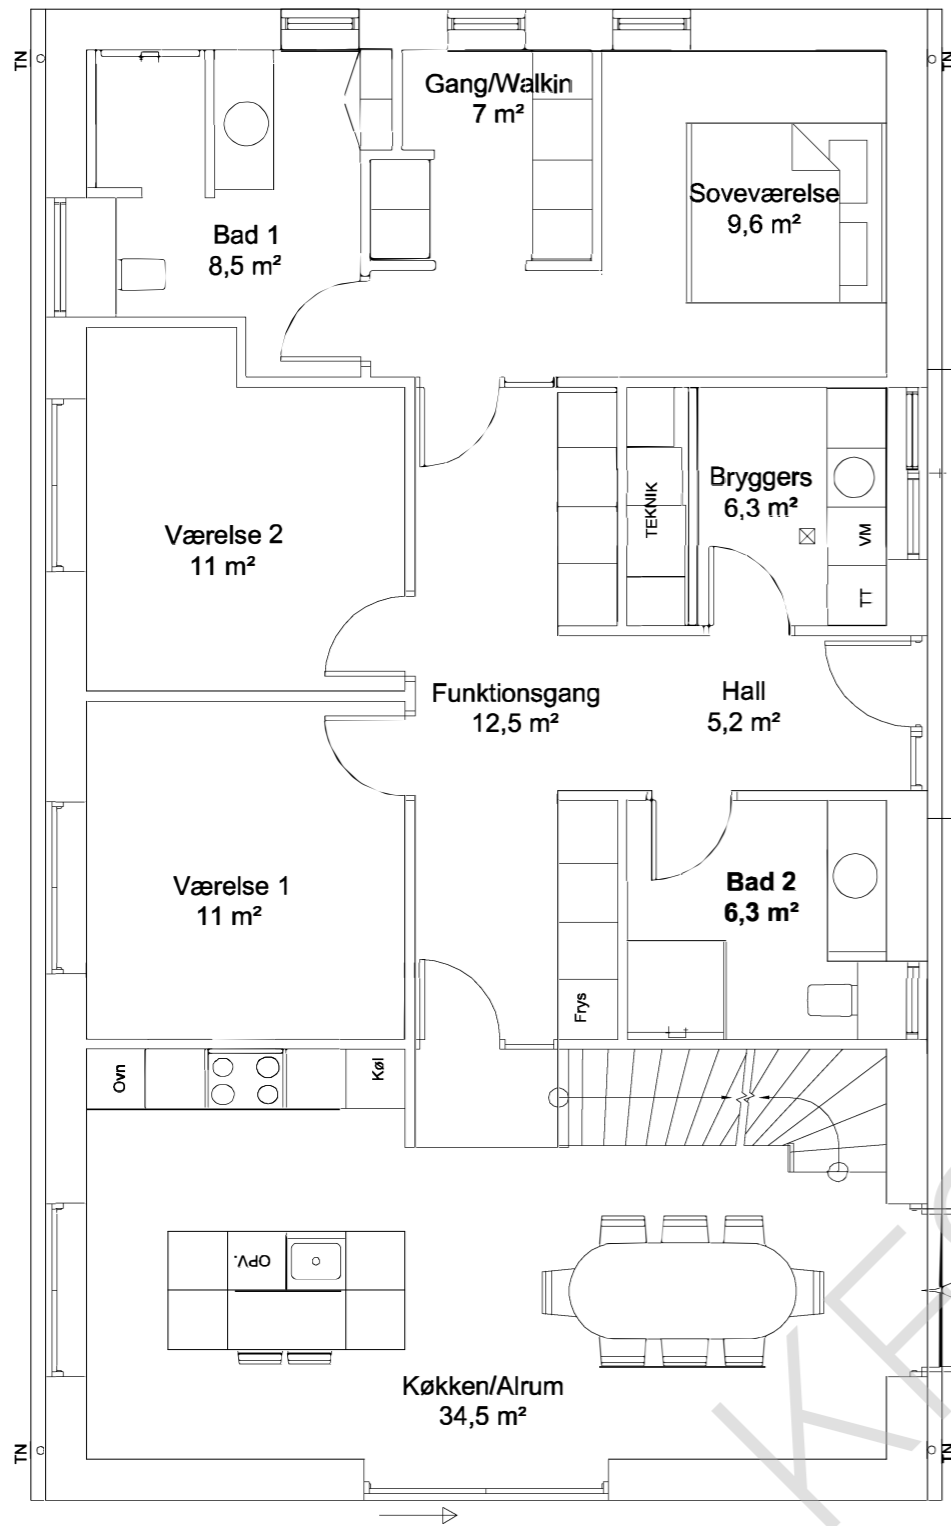 TN
TN
Gang/Walkin
7 m²
Soveværelse
9,6 m²
Bad 1
8,5 m²
Bryggers
6,3 m²
TEKNIK
VM
TT
Værelse 2
11 m²
Funktionsgang
12,5 m²
Hall
5,2 m²
Værelse 1
11 m²
Bad 2
6,3 m²
Frys
Ovn
Køl
OPV.
Køkken/Alrum
34,5 m²
TN
TN